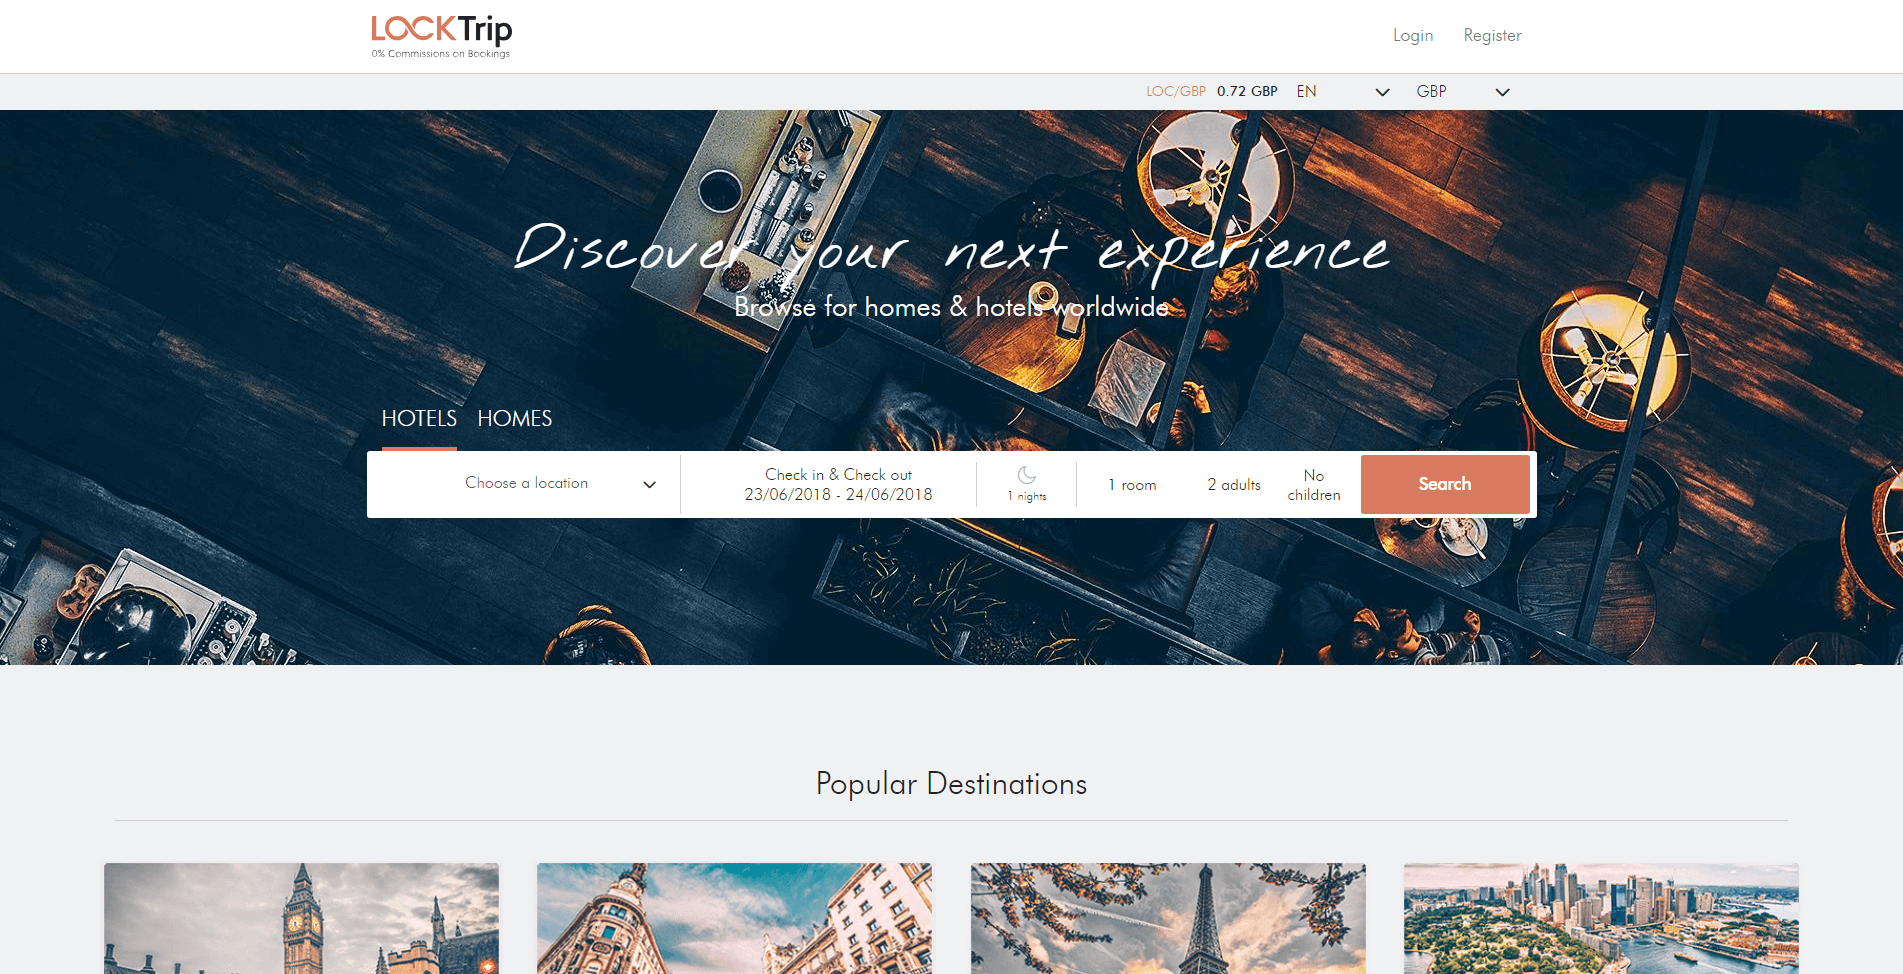 LOCKTrip
0% Commissions on Bookings
Login Register
LOC/GBP 0.72 GBP EN GBP
Discover your next experience
Browse for homes & hotels worldwide
HOTELS HOMES
Choose a location
Check in & Check out
23/06/2018 - 24/06/2018
1 nights
1 room
2 adults
No
children
Search
Popular Destinations